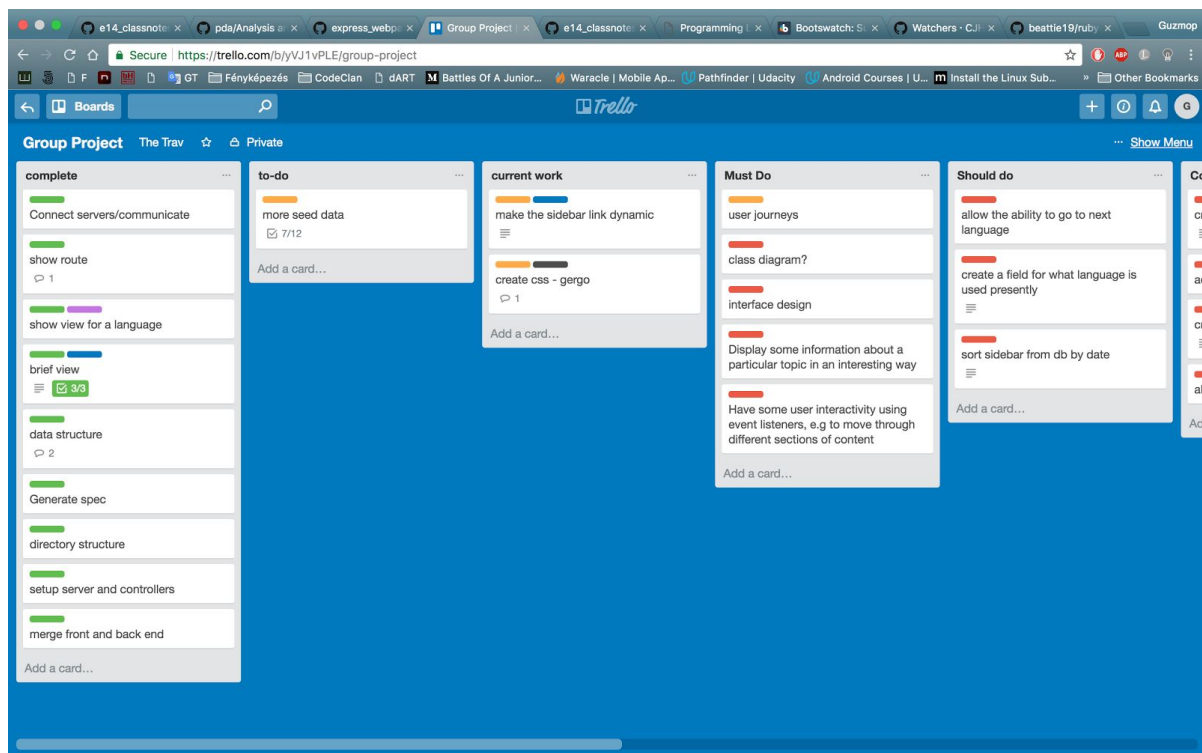 e14_classnote
pda/Analysis ar
express_webpa
Group Project |
e14_classnote
Programming L
Bootswatch: Su
Watchers · CJH
beattie19/ruby
Guzmop
Secure | https://trello.com/b/yVJ1vPLE/group-project
ABP
D F
GT
Fényképezés
CodeClan
dART
Battles Of A Junior...
Waracle | Mobile Ap...
Pathfinder | Udacity
Android Courses | U...
Install the Linux Sub...
» Other Bookmarks
Boards
Trello
G
Group Project The Trav Private
... Show Menu
complete
Connect servers/communicate
show route
1
show view for a language
brief view
3/3
data structure
2
Generate spec
directory structure
setup server and controllers
merge front and back end
Add a card...
to-do
more seed data
7/12
Add a card...
current work
make the sidebar link dynamic
create css - gergo
1
Add a card...
Must Do
user journeys
class diagram?
interface design
Display some information about a
particular topic in an interesting way
Have some user interactivity using
event listeners, e.g to move through
different sections of content
Add a card...
Should do
allow the ability to go to next
language
create a field for what language is
used presently
sort sidebar from db by date
Add a card...